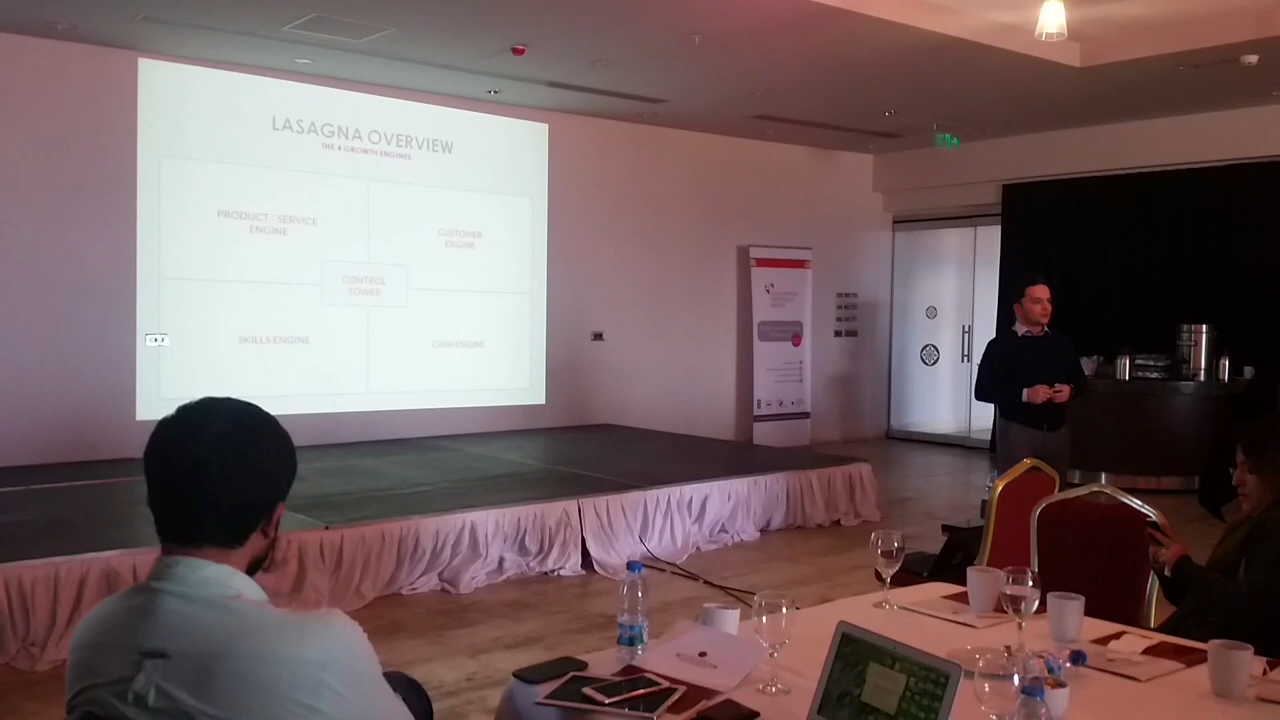 LASAGNA OVERVIEW
THE 4 GROWTH ENGINES
PRODUCT / SERVICE
ENGINE
CUSTOMER
ENGINE
CONTROL
TOWER
SKILLS ENGINE
CASH ENGINE